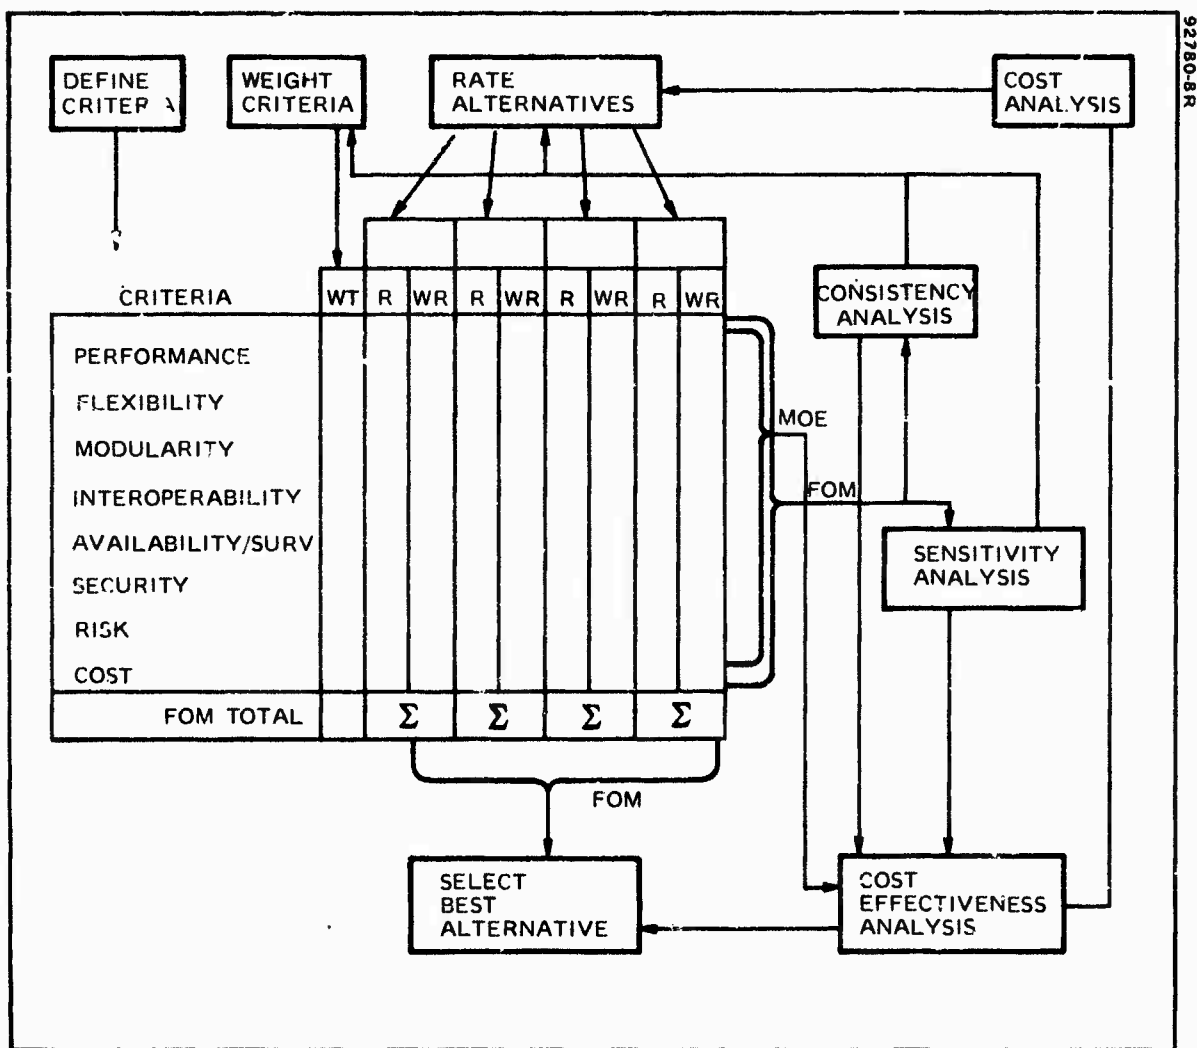 92780-8R
DEFINE
WEIGHT
CRITERIA
RATE
ALTERNATIVES
COST
ANALYSIS
CRITERIA
WT R WR R WR R WR R WR
CONSISTENCY
ANALYSIS
PERFORMANCE
FLEXIBILITY
MODULARITY
INTEROPERABILITY
AVAILABILITY/SURV
SECURITY
RISK
COST
MOE
FOM
SENSITIVITY
ANALYSIS
FOM TOTAL Σ Σ Σ Σ
FOM
SELECT
BEST
ALTERNATIVE
COST
EFFECTIVENESS
ANALYSIS